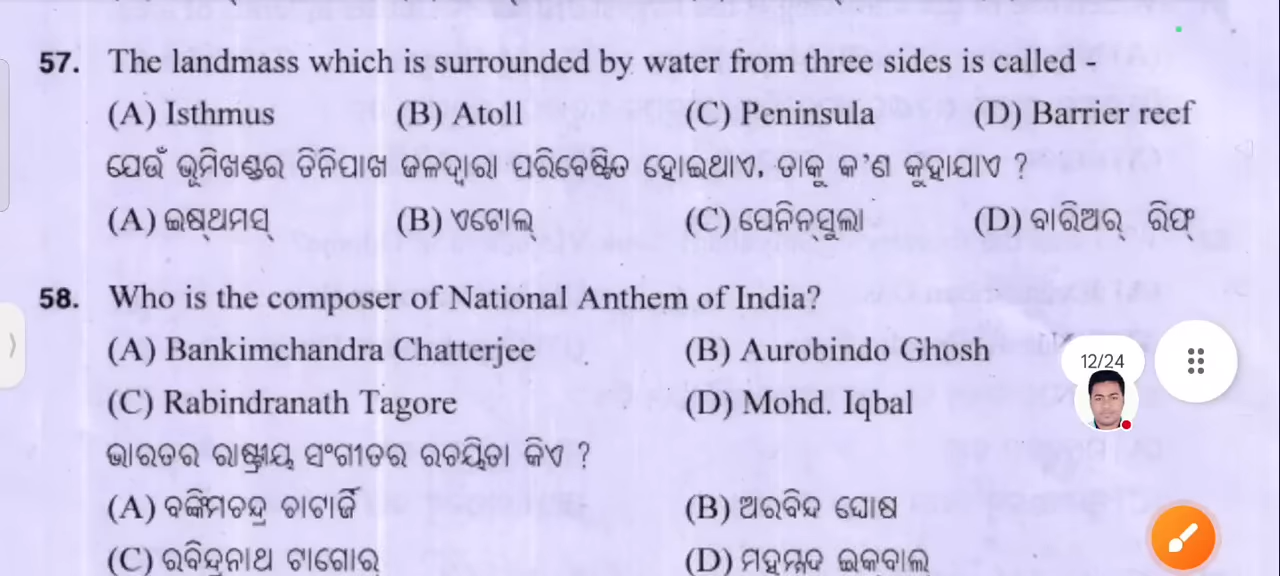 57. The landmass which is surrounded by water from three sides is called -
(A) Isthmus (B) Atoll (C) Peninsula (D) Barrier reef
ଯେଉଁ ଭୂମିଖଣ୍ଡର ତିନିପାଖ ଜଳଦ୍ୱାରା ପରିବେଷ୍ଟିତ ହୋଇଥାଏ, ତାକୁ କ'ଣ କୁହାଯାଏ ?
(A) ଇଷ୍ଥମସ୍ (B) ଏଟୋଲ୍ (C) ପେନିନ୍‌ସୁଲା (D) ବାରିଅର୍ ରିଫ୍
58. Who is the composer of National Anthem of India?
(A) Bankimchandra Chatterjee (B) Aurobindo Ghosh
12/24
(C) Rabindranath Tagore (D) Mohd. Iqbal
ଭାରତର ରାଷ୍ଟ୍ରୀୟ ସଂଗୀତର ରଚୟିତା କିଏ ?
(A) ବଙ୍କିମଚନ୍ଦ୍ର ଚାଟାର୍ଜି (B) ଅରବିନ୍ଦ ଘୋଷ
(C) ରବିନ୍ଦ୍ରନାଥ ଟାଗୋର୍ (D) ମହମ୍ମଦ ଇକବାଲ୍